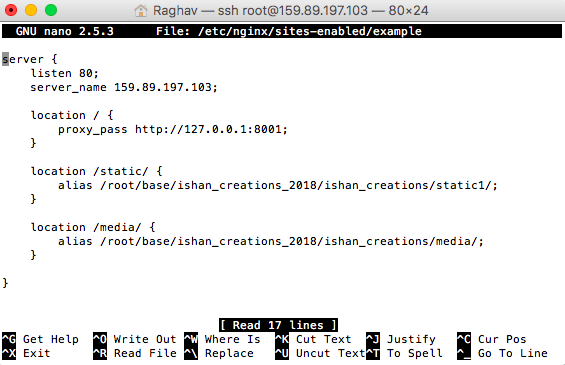 Raghav — ssh root@159.89.197.103 — 80×24
GNU nano 2.5.3 File: /etc/nginx/sites-enabled/example
server {
listen 80;
server_name 159.89.197.103;
location / {
proxy_pass http://127.0.0.1:8001;
}
location /static/ {
alias /root/base/ishan_creations_2018/ishan_creations/static1/;
}
location /media/ {
alias /root/base/ishan_creations_2018/ishan_creations/media/;
}
}
[ Read 17 lines ]
^G Get Help ^O Write Out ^W Where Is ^K Cut Text ^J Justify ^C Cur Pos
^X Exit ^R Read File ^\ Replace ^U Uncut Text ^T To Spell ^_ Go To Line